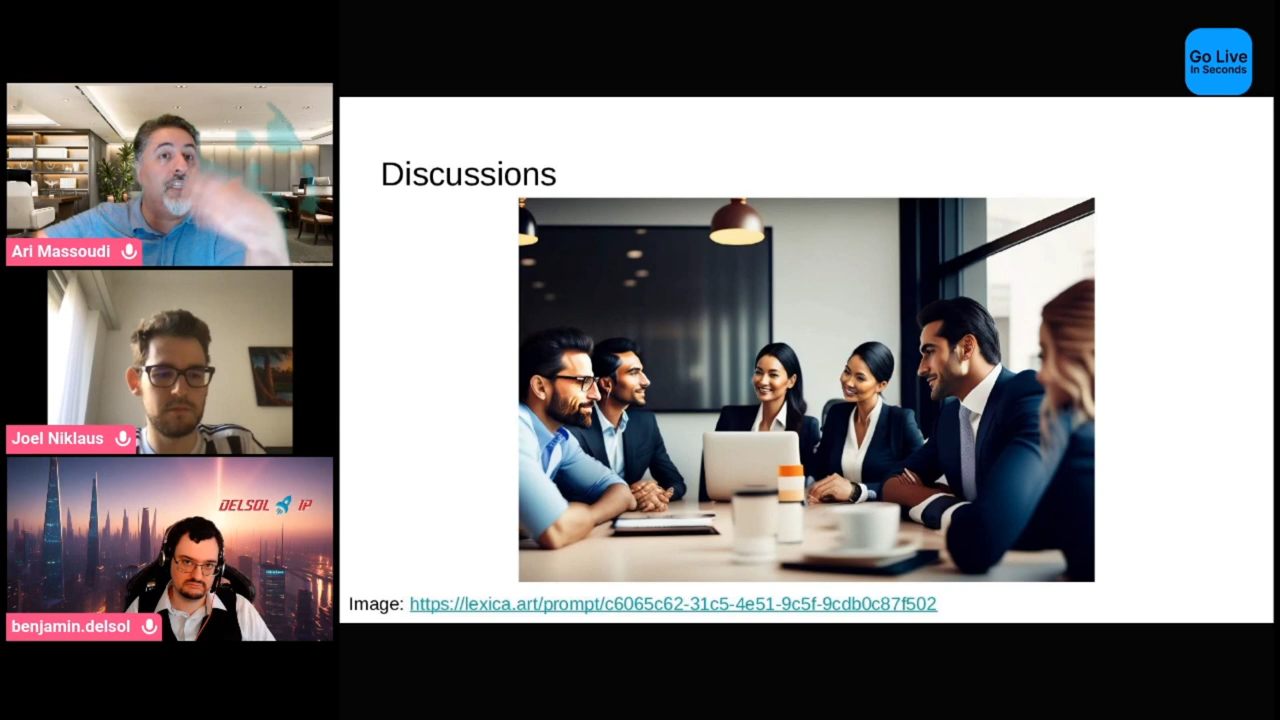 Go Live
In Seconds
Ari Massoudi
Joel Niklaus
DELSOL IP
benjamin.delsol
Discussions
Image: https://lexica.art/prompt/c6065c62-31c5-4e51-9c5f-9cdb0c87f502